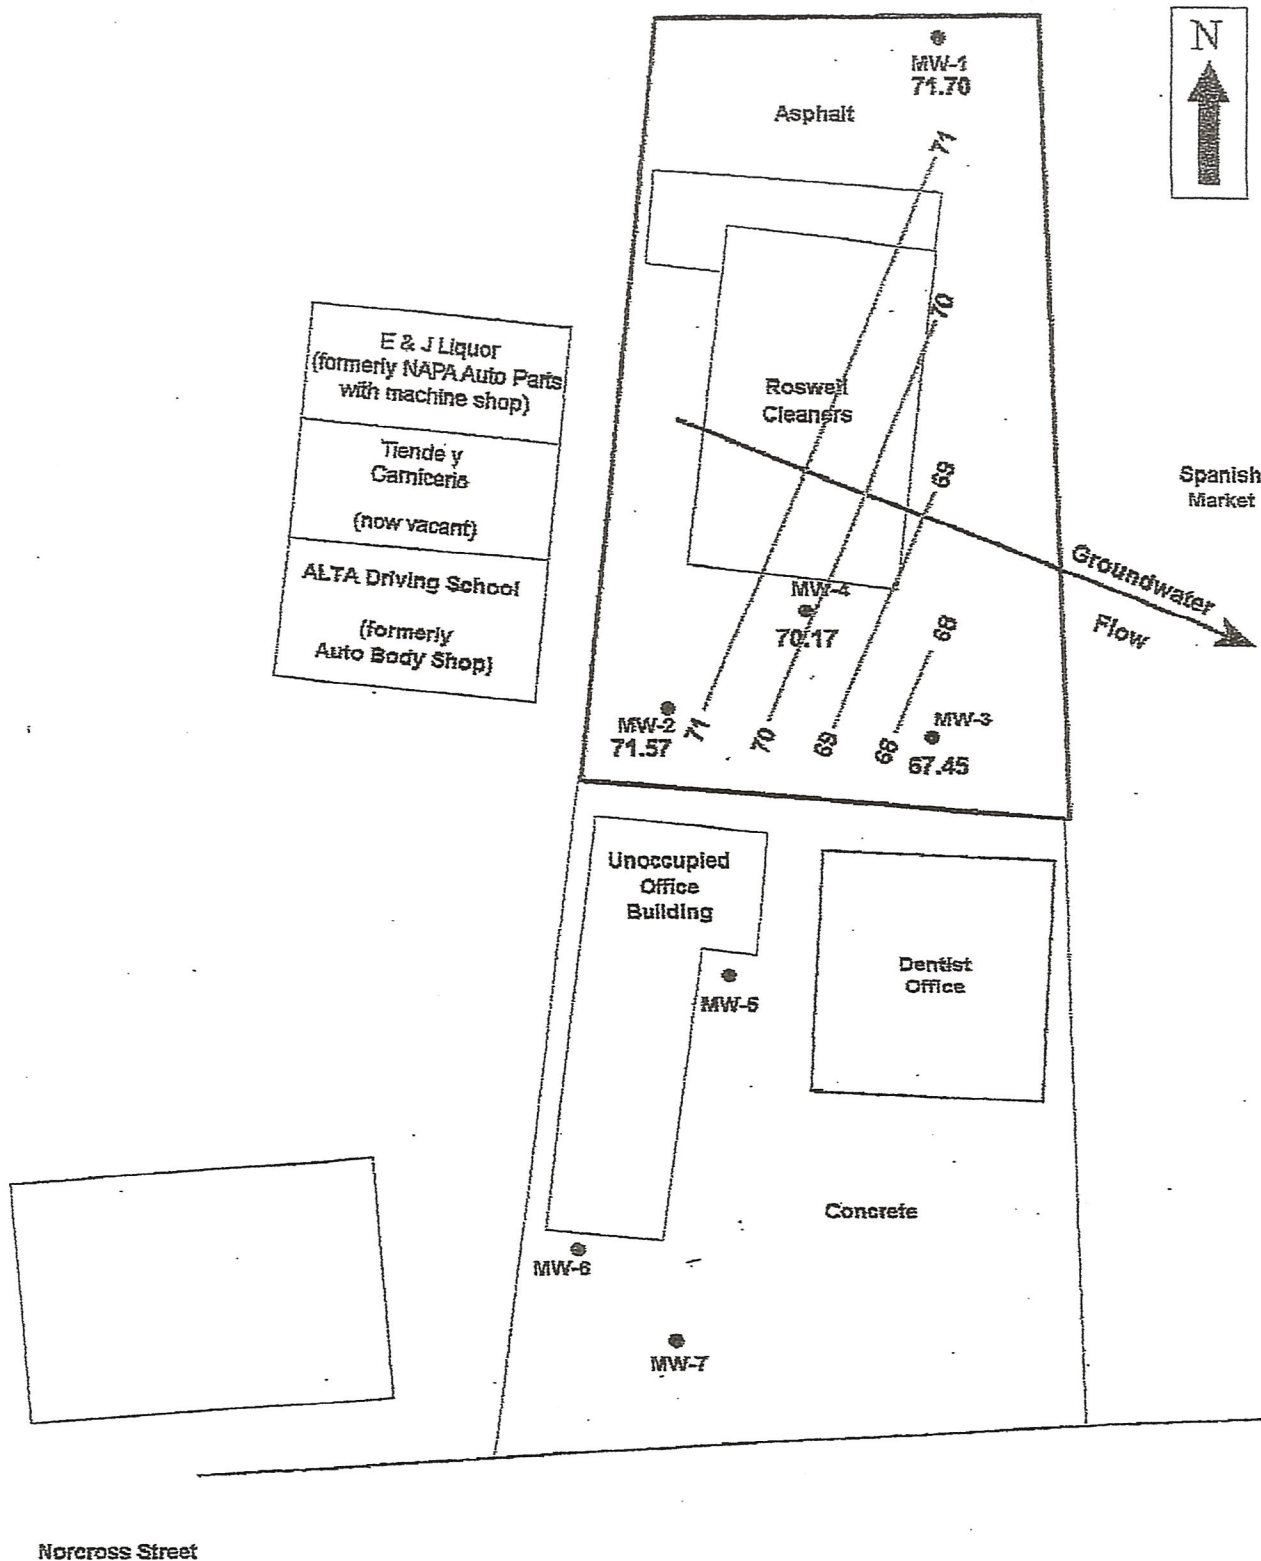 N
MW-1
71.70
Asphalt
71
70
E & J Liquor
(formerly NAPA Auto Parts
with machine shop)
Roswell
Cleaners
Tiende y
Carniceria
(now vacant)
69
Spanish
Market
Groundwater
Flow
ALTA Driving School
(formerly
Auto Body Shop)
MW-4
70.17
68
MW-2
71.57
71
70
69
68
MW-3
67.45
Unoccupied
Office
Building
Dentist
Office
MW-5
Concrete
MW-6
MW-7
Norcross Street